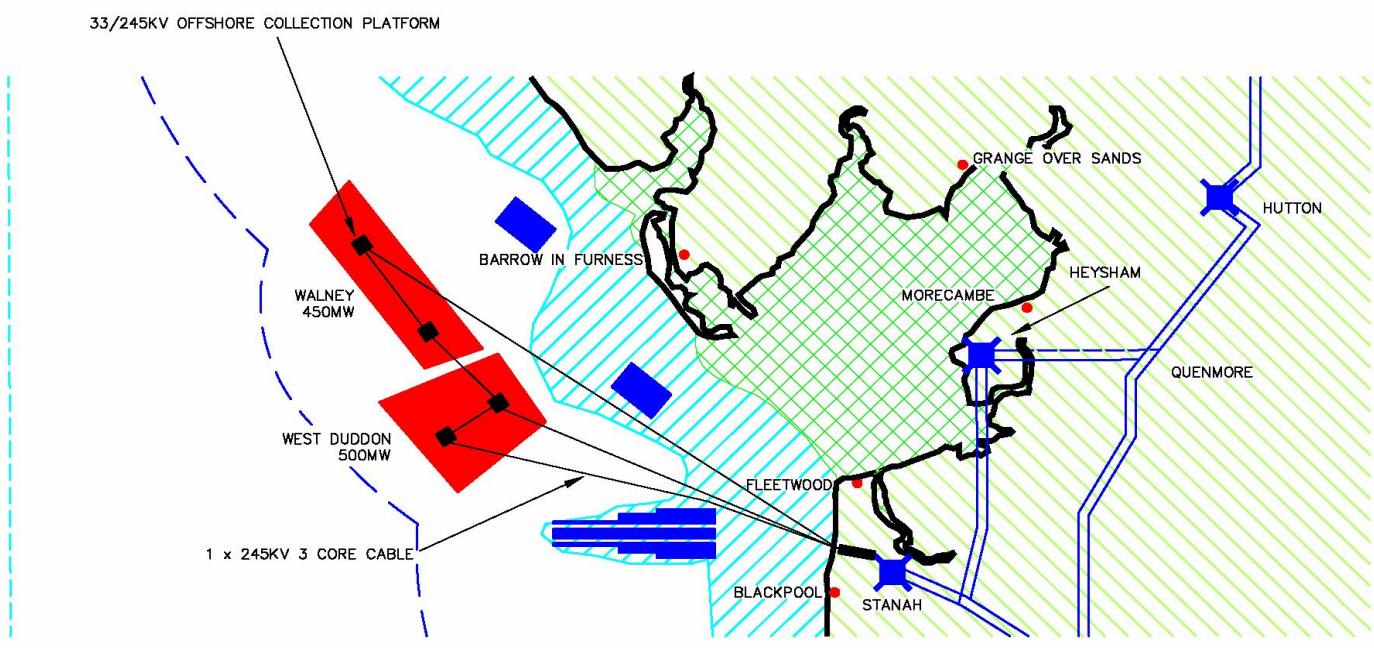 33/245KV OFFSHORE COLLECTION PLATFORM
GRANGE OVER SANDS
HUTTON
BARROW IN FURNESS
HEYSHAM
WALNEY
450MW
MORECAMBE
QUENMORE
WEST DUDDON
500MW
FLEETWOOD
1 x 245KV 3 CORE CABLE
BLACKPOOL
STANAH